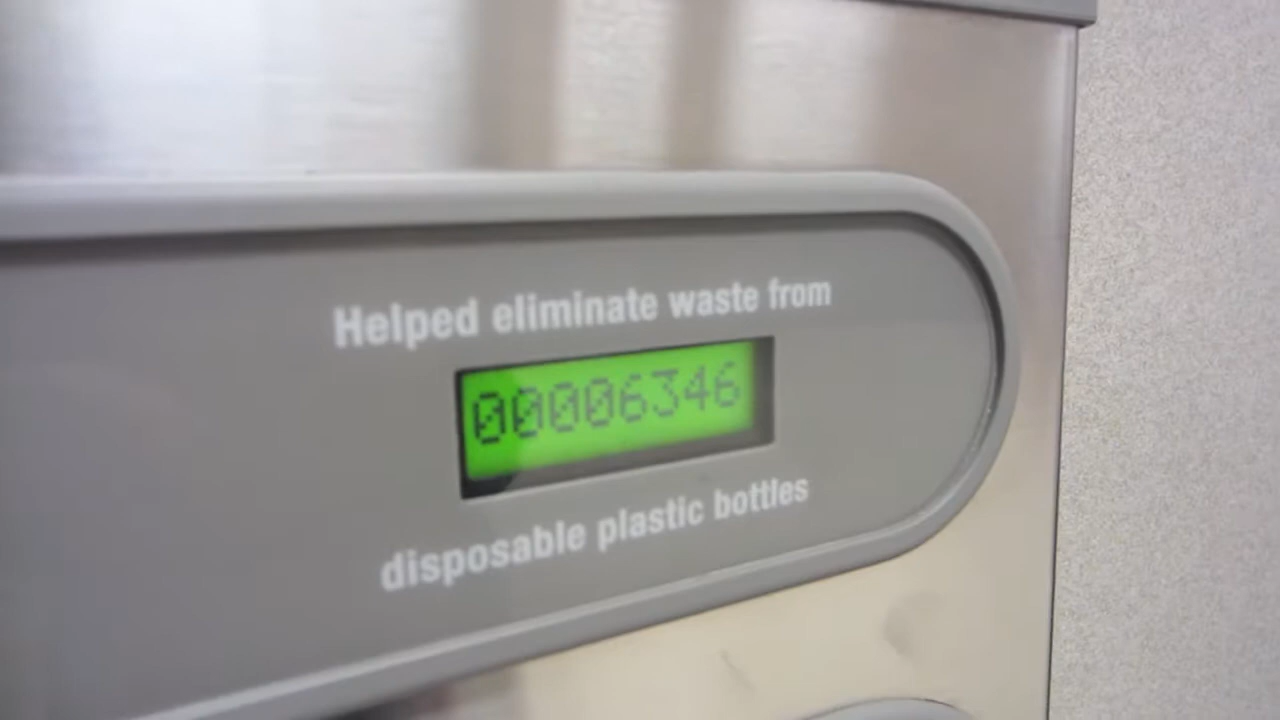 Helped eliminate waste from
00006346
disposable plastic bottles